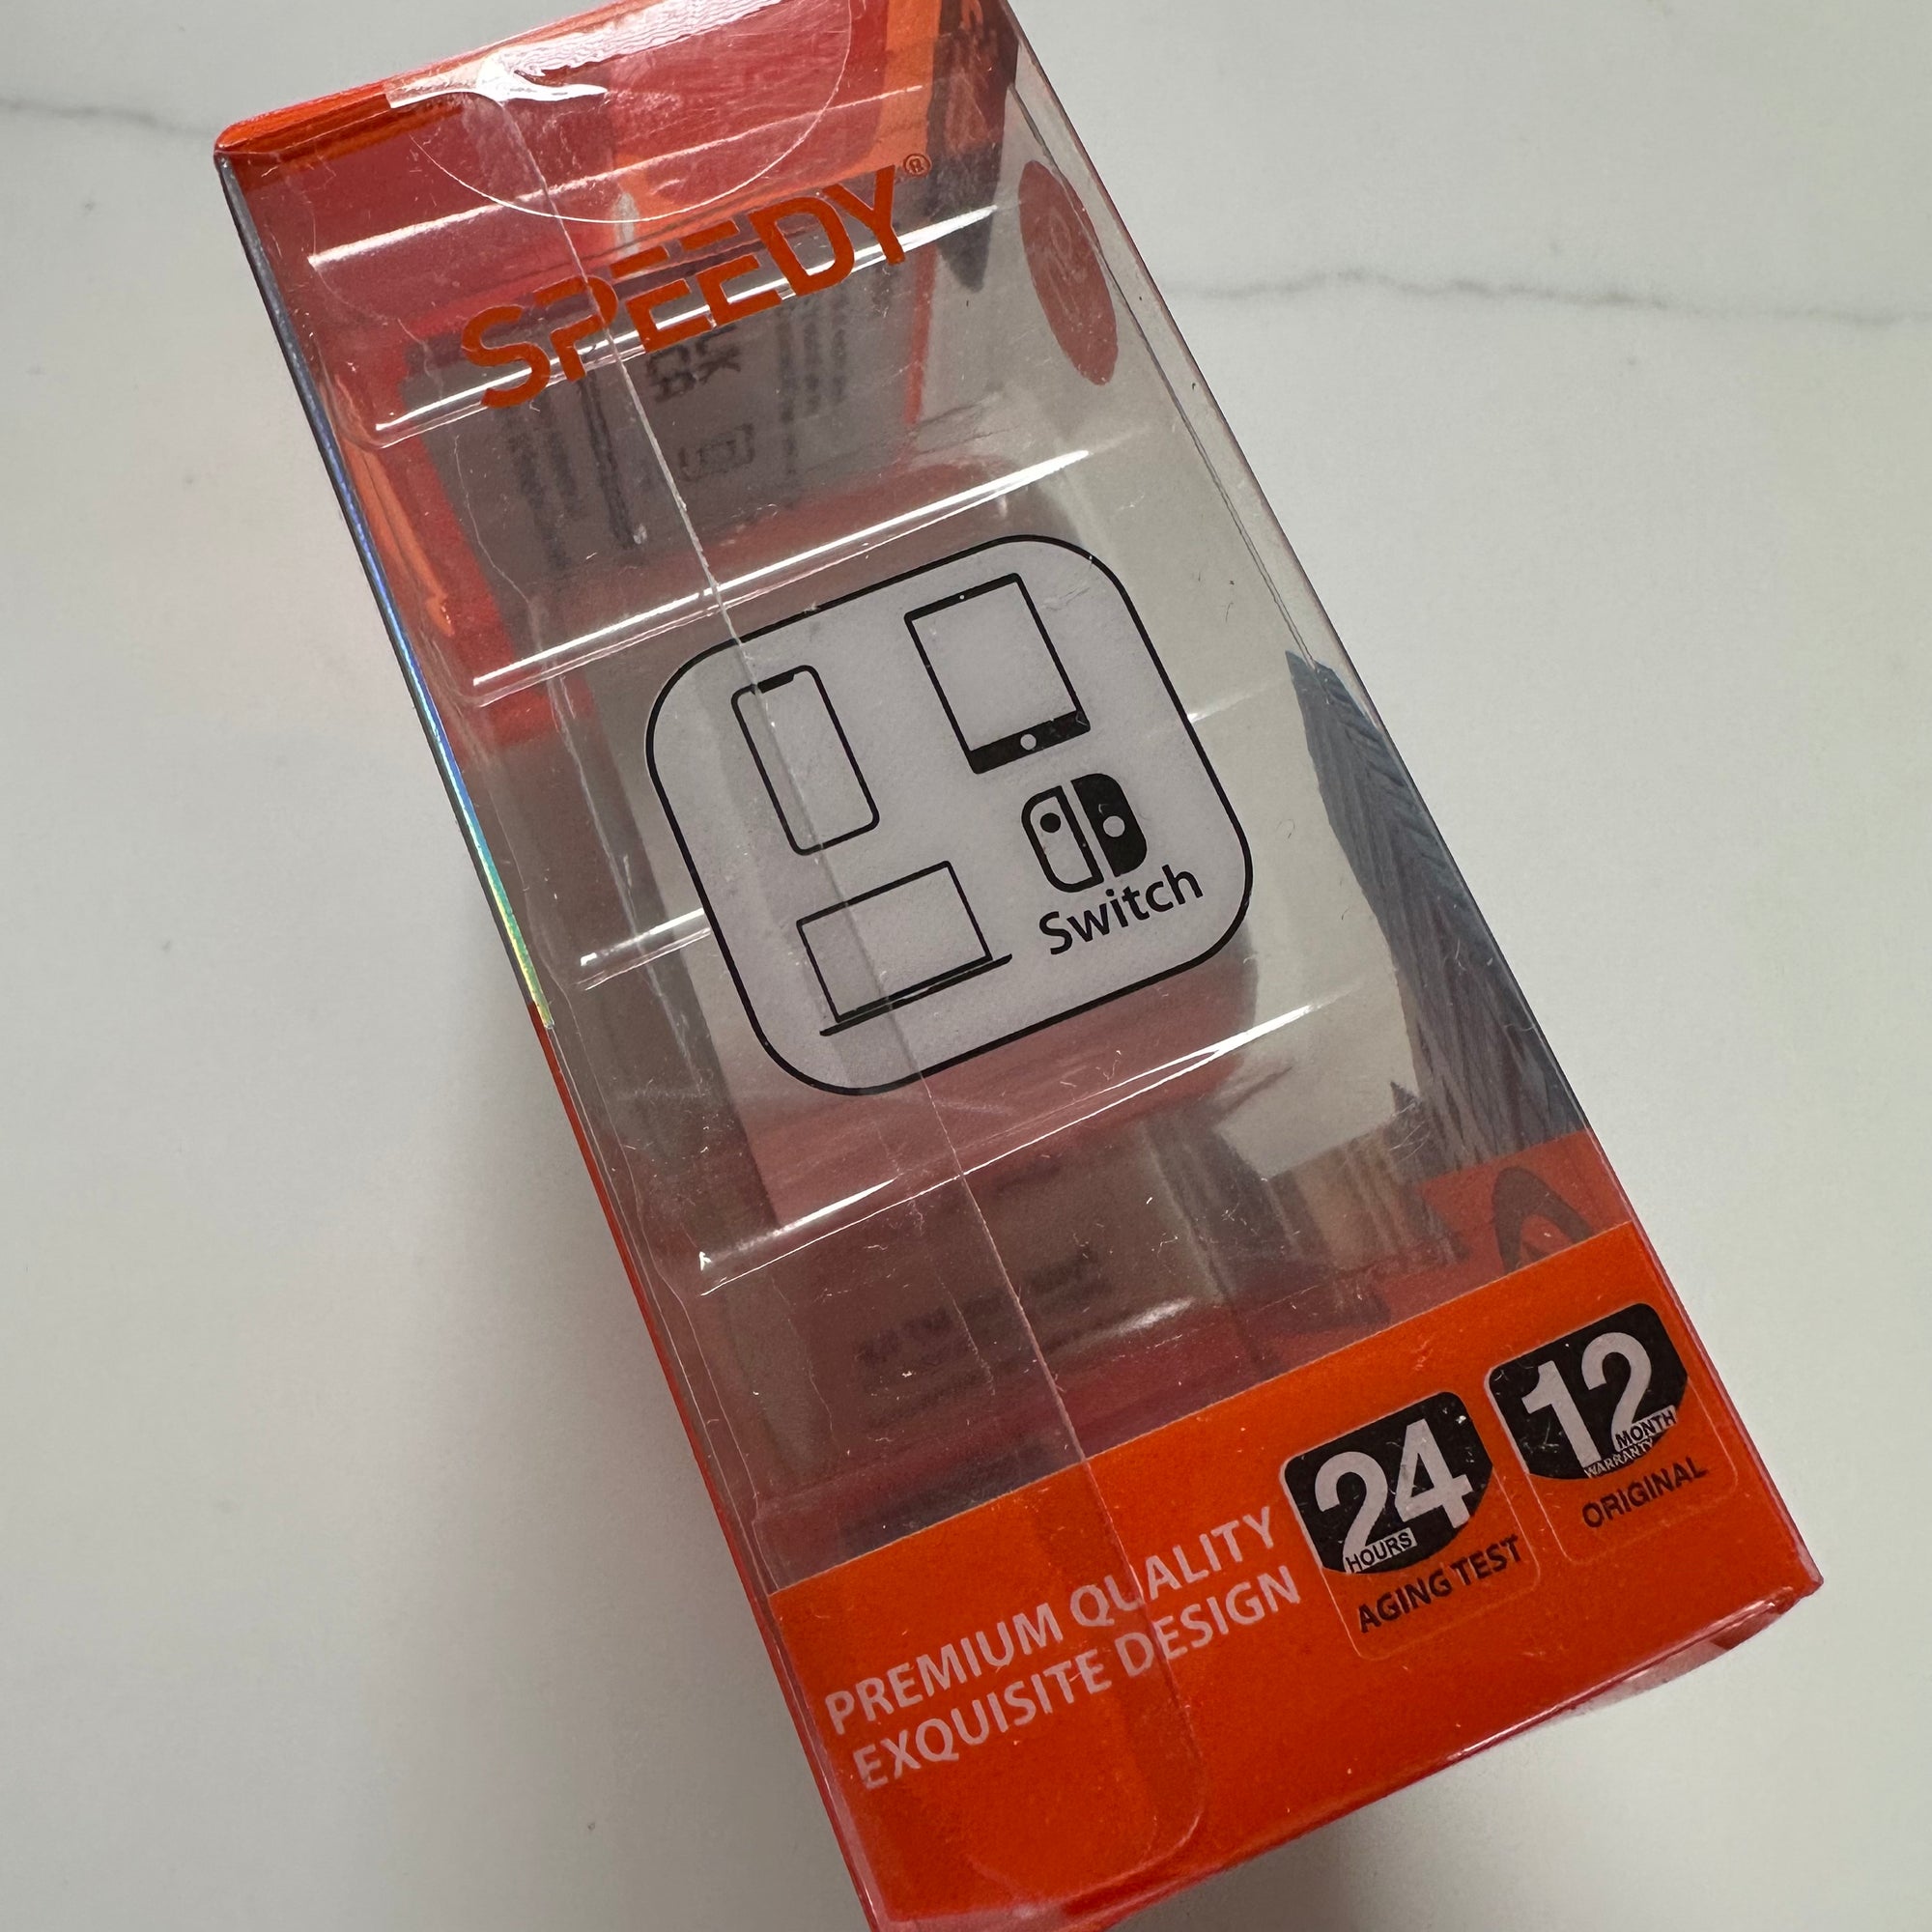 SPEEDY®
Switch
PREMIUM QUALITY
EXQUISITE DESIGN
24
HOURS
AGING TEST
12
MONTH
WARRANTY
ORIGINAL